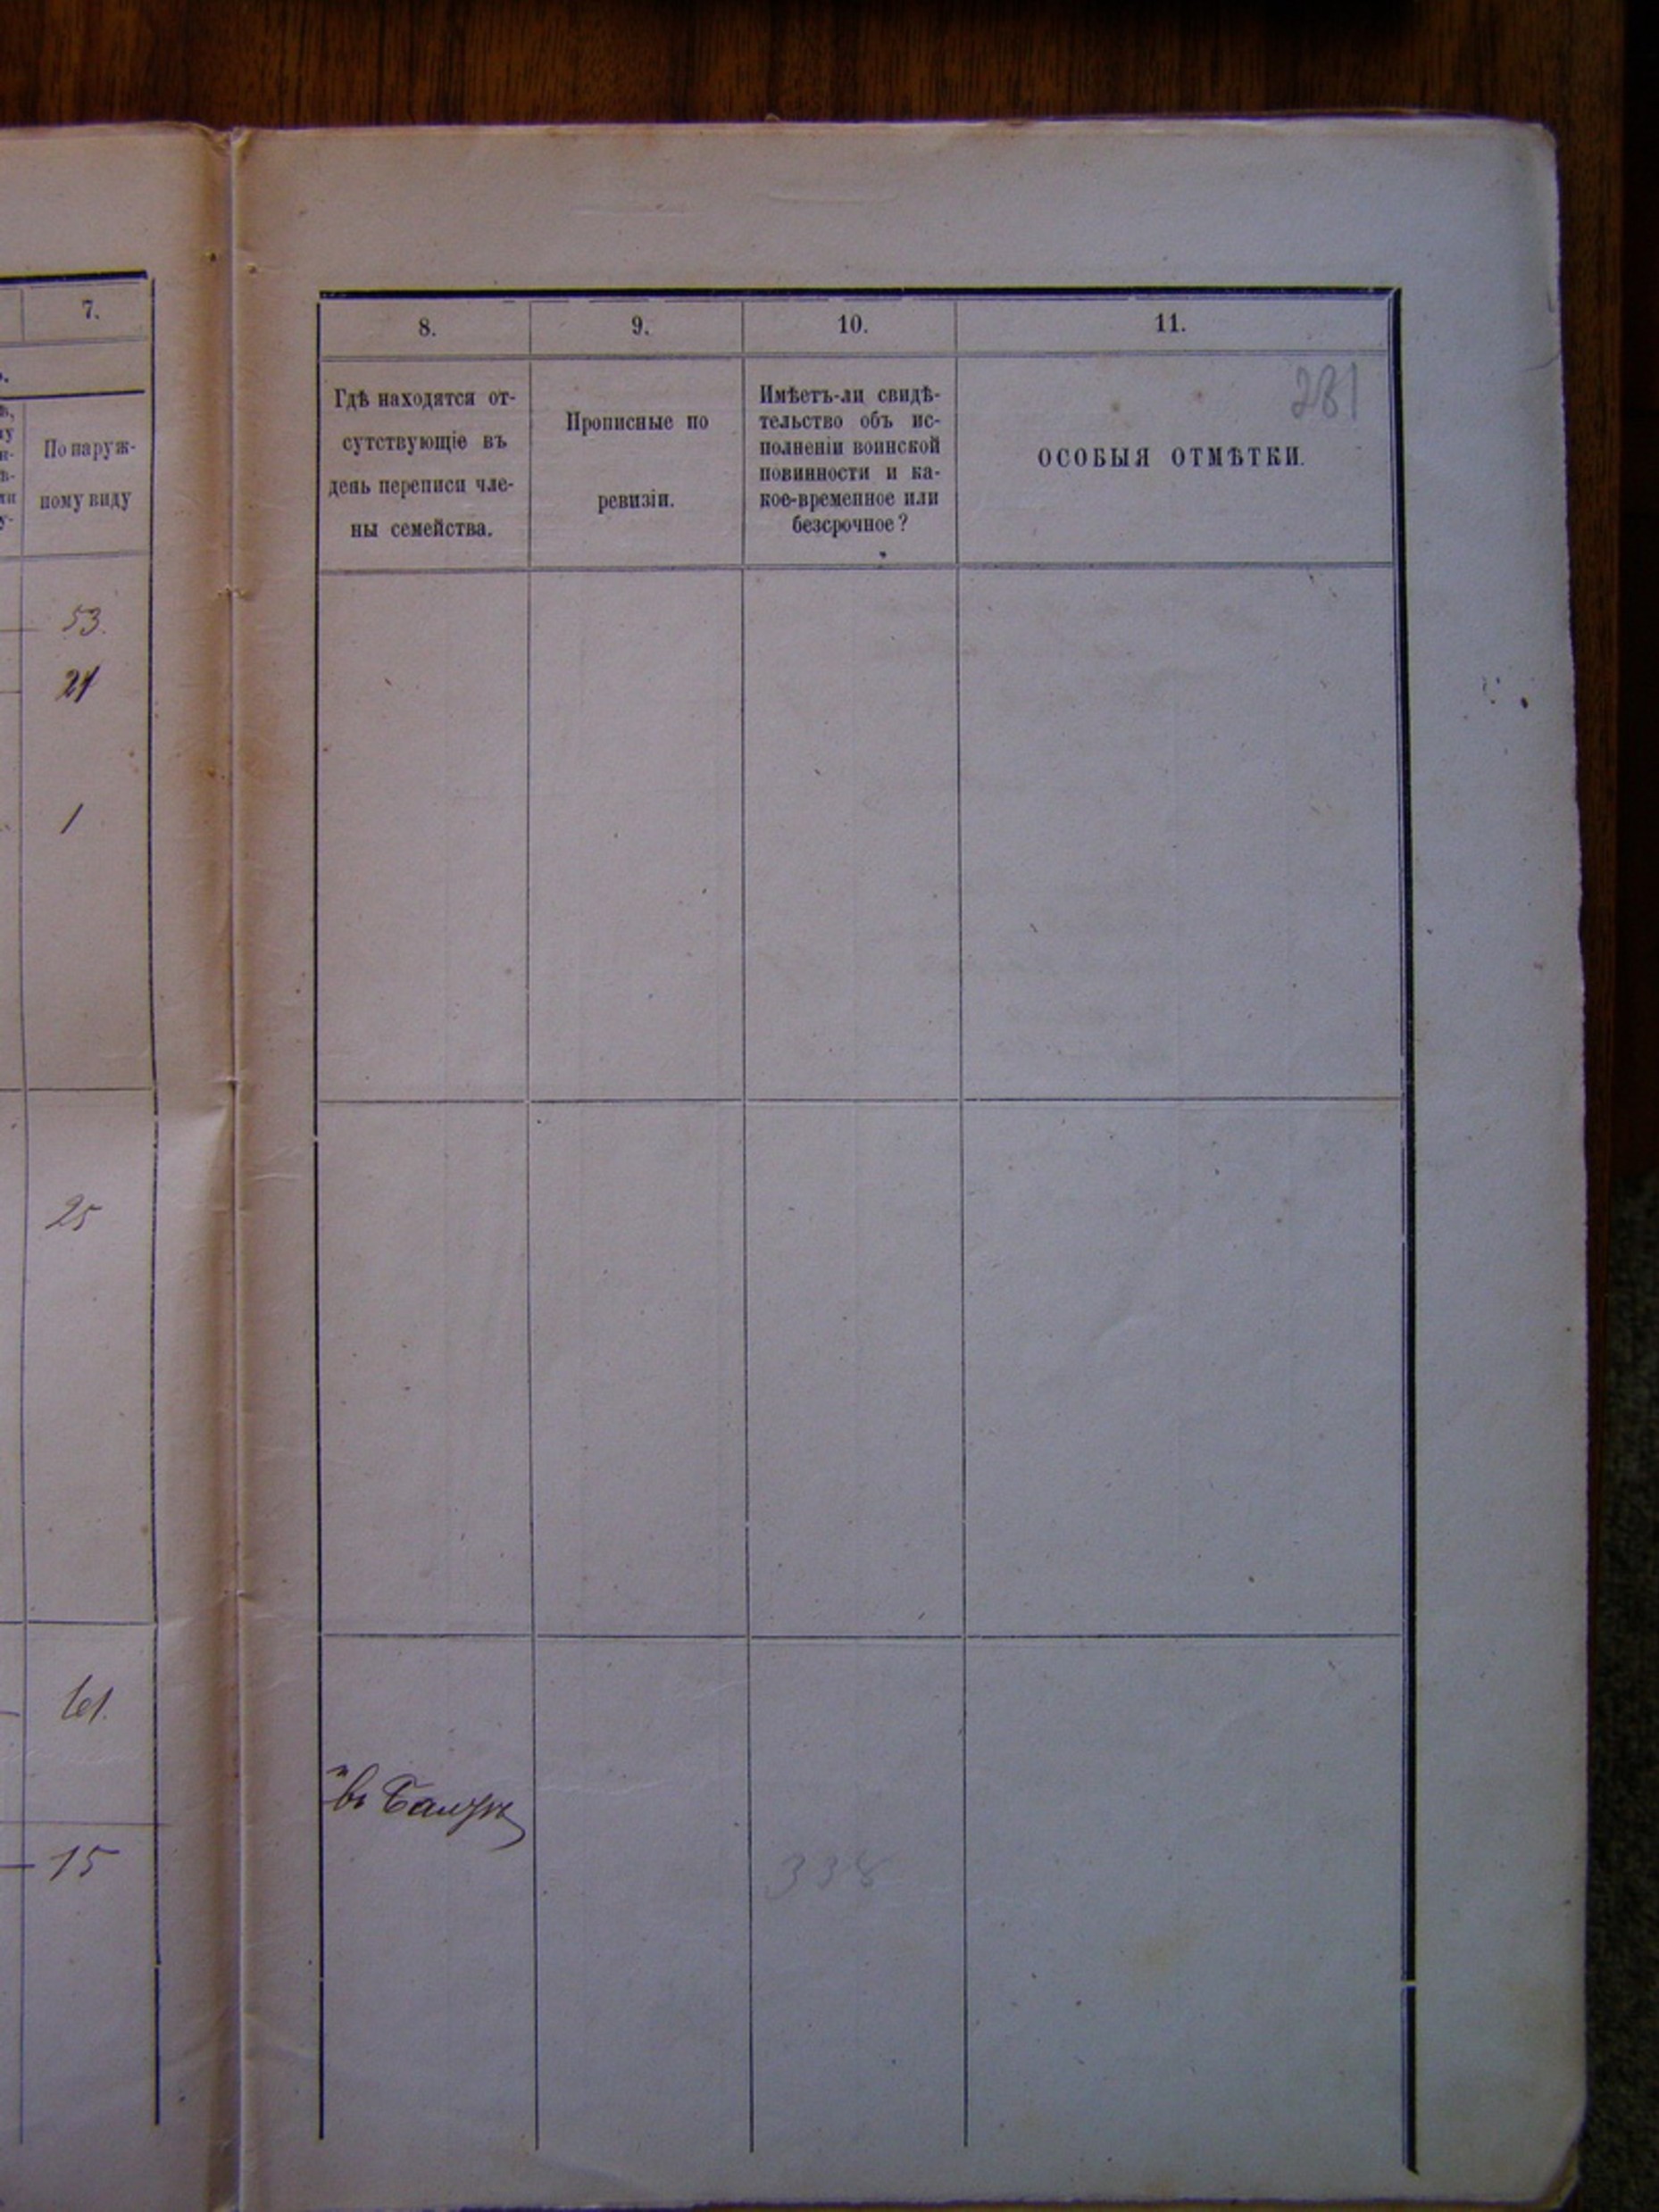 7.
По наруж-
ному виду
53.
24
1
25
61.
15
8.
9.
10.
11.
281
Гдѣ находятся от-
сутствующіе въ
день переписи чле-
ны семейства.
Прописные по
ревизіи.
Имѣетъ-ли свидѣ-
тельство объ ис-
полненіи воинской
повинности и ка-
кое-временное или
безсрочное?
ОСОБЫЯ ОТМѢТКИ.
въ
338